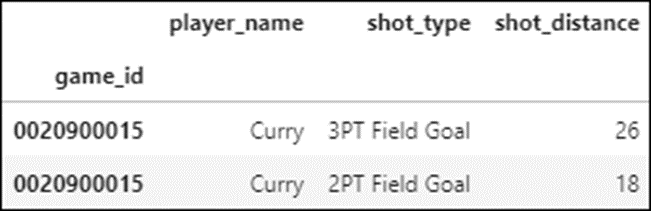 player_name shot_type shot_distance
game_id
0020900015 Curry 3PT Field Goal 26
0020900015 Curry 2PT Field Goal 18